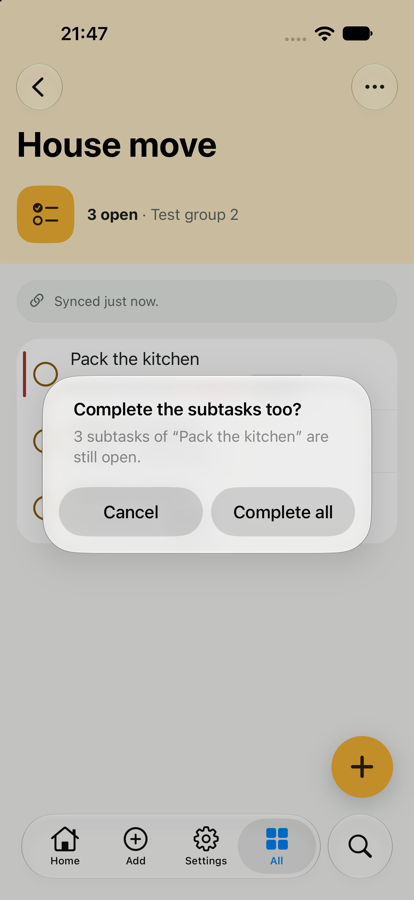 21:47
House move
3 open · Test group 2
Synced just now.
Pack the kitchen
Complete the subtasks too?
3 subtasks of “Pack the kitchen” are
still open.
Cancel
Complete all
Home
Add
Settings
All